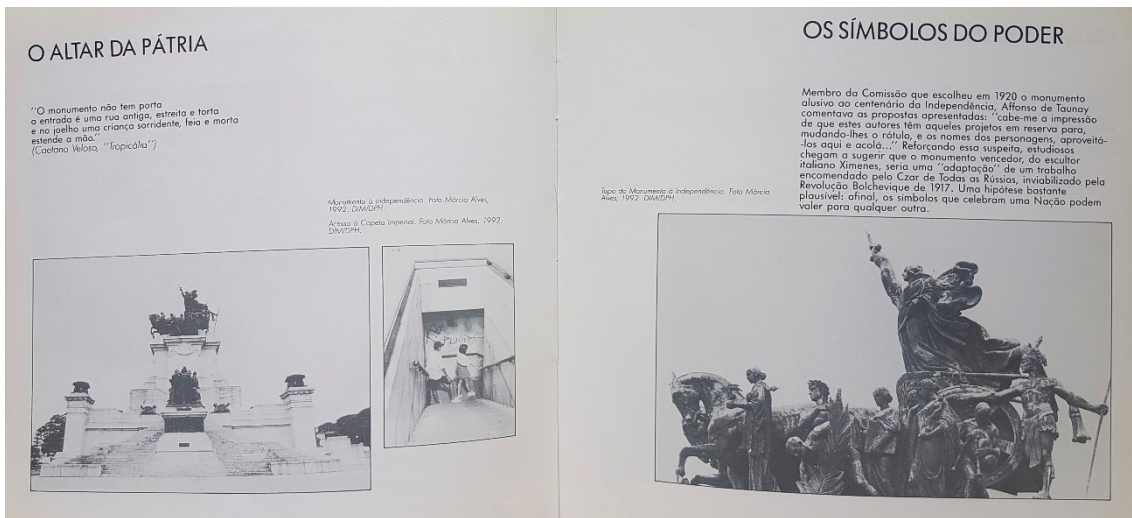 O ALTAR DA PÁTRIA
"O monumento não tem porta
a entrada é uma rua antiga, estreita e torta
e no joelho uma criança sorridente, feia e morta
estende a mão."
(Caetano Veloso, "Tropicália")
Monumento à Independência. Foto Márcia Alves,
1992. DIM/DPH.
Acesso à Capela Imperial. Foto Márcia Alves, 1992.
DIM/DPH.
OS SÍMBOLOS DO PODER
Membro da Comissão que escolheu em 1920 o monumento
alusivo ao centenário da Independência, Affonso de Taunay
comentava as propostas apresentadas: "cabe-me a impressão
de que estes autores têm aqueles projetos em reserva para,
mudando-lhes o rótulo, e os nomes dos personagens, aproveitá-
-los aqui e acolá..." Reforçando essa suspeita, estudiosos
chegam a sugerir que o monumento vencedor, do escultor
italiano Ximenes, seria uma "adaptação" de um trabalho
encomendado pelo Czar de Todas as Rússias, inviabilizado pela
Revolução Bolchevique de 1917. Uma hipótese bastante
plausível: afinal, os símbolos que celebram uma Nação podem
valer para qualquer outra.
Topo do Monumento à Independência. Foto Márcia
Alves, 1992. DIM/DPH.